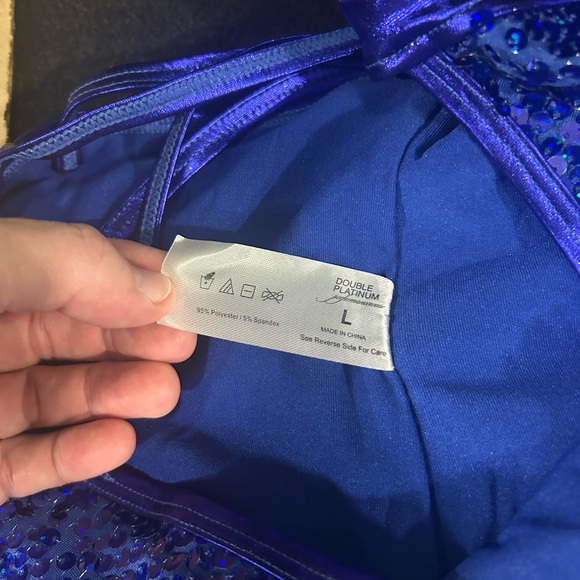 DOUBLE
PLATINUM
L
MADE IN CHINA
95% Polyester / 5% Spandex
See Reverse Side For Care